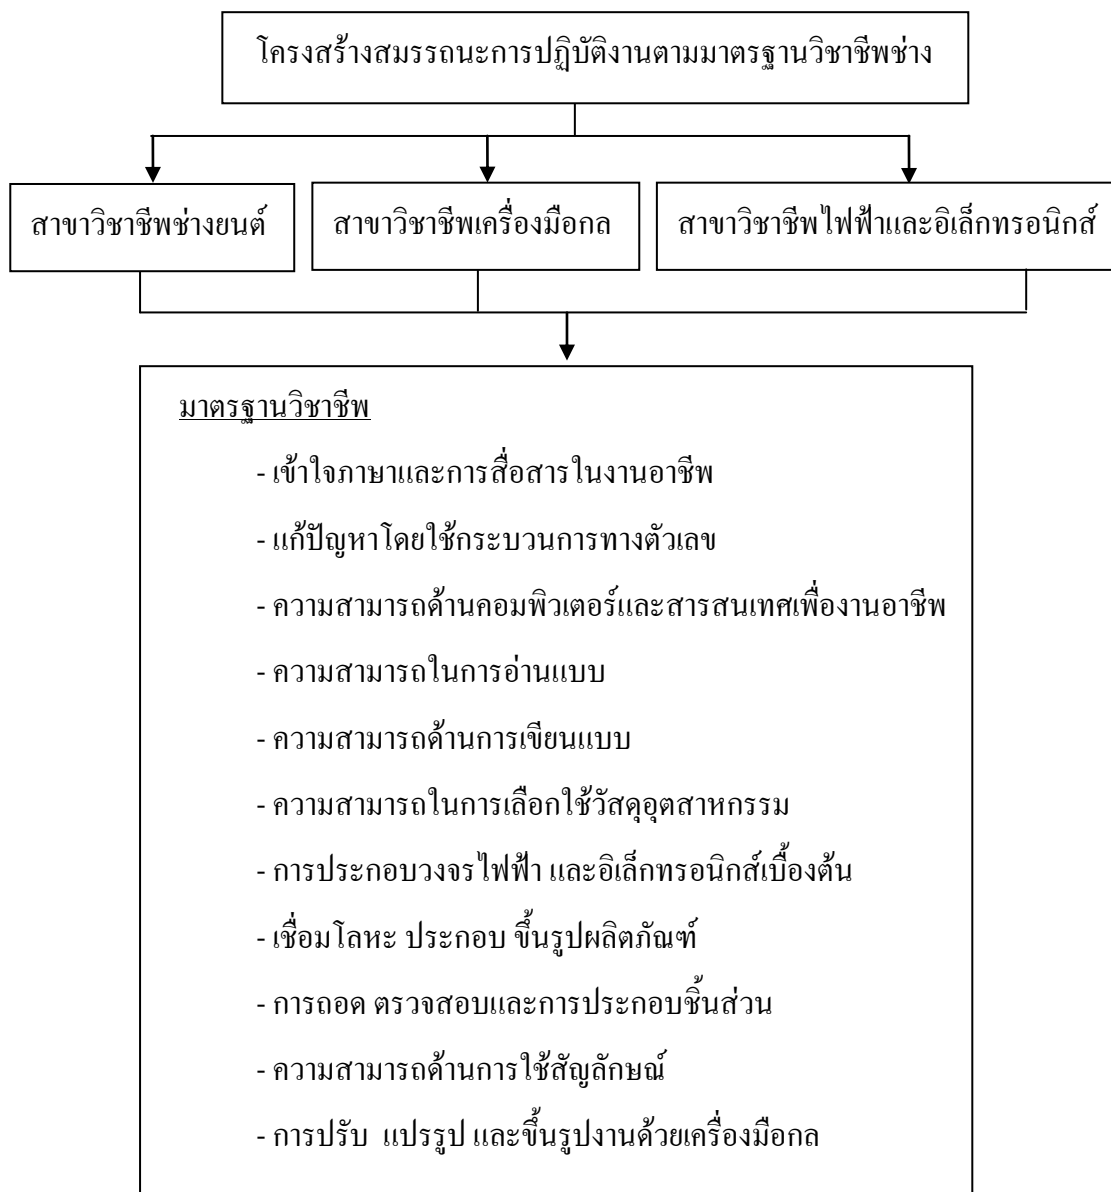 โครงสร้างสมรรถนะการปฏิบัติงานตามมาตรฐานวิชาชีพช่าง
สาขาวิชาชีพช่างยนต์
สาขาวิชาชีพเครื่องมือกล
สาขาวิชาชีพไฟฟ้าและอิเล็กทรอนิกส์
มาตรฐานวิชาชีพ
- เข้าใจภาษาและการสื่อสารในงานอาชีพ
- แก้ปัญหาโดยใช้กระบวนการทางตัวเลข
- ความสามารถด้านคอมพิวเตอร์และสารสนเทศเพื่องานอาชีพ
- ความสามารถในการอ่านแบบ
- ความสามารถด้านการเขียนแบบ
- ความสามารถในการเลือกใช้วัสดุอุตสาหกรรม
- การประกอบวงจรไฟฟ้า และอิเล็กทรอนิกส์เบื้องต้น
- เชื่อมโลหะ ประกอบ ขึ้นรูปผลิตภัณฑ์
- การถอด ตรวจสอบและการประกอบชิ้นส่วน
- ความสามารถด้านการใช้สัญลักษณ์
- การปรับ แปรรูป และขึ้นรูปงานด้วยเครื่องมือกล